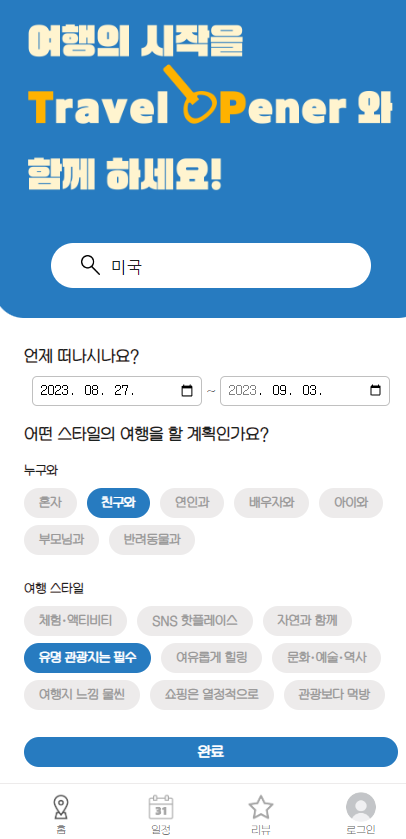 여행의 시작을
Travel OPener 와
함께 하세요!
미국
언제 떠나시나요?
2023. 08. 27. ~ 2023. 09. 03.
어떤 스타일의 여행을 할 계획인가요?
누구와
혼자 친구와 연인과 배우자와 아이와
부모님과 반려동물과
여행 스타일
체험·액티비티 SNS 핫플레이스 자연과 함께
유명 관광지는 필수 여유롭게 힐링 문화·예술·역사
여행지 느낌 물씬 쇼핑은 열정적으로 관광보다 먹방
완료
31
홈 일정 리뷰 로그인